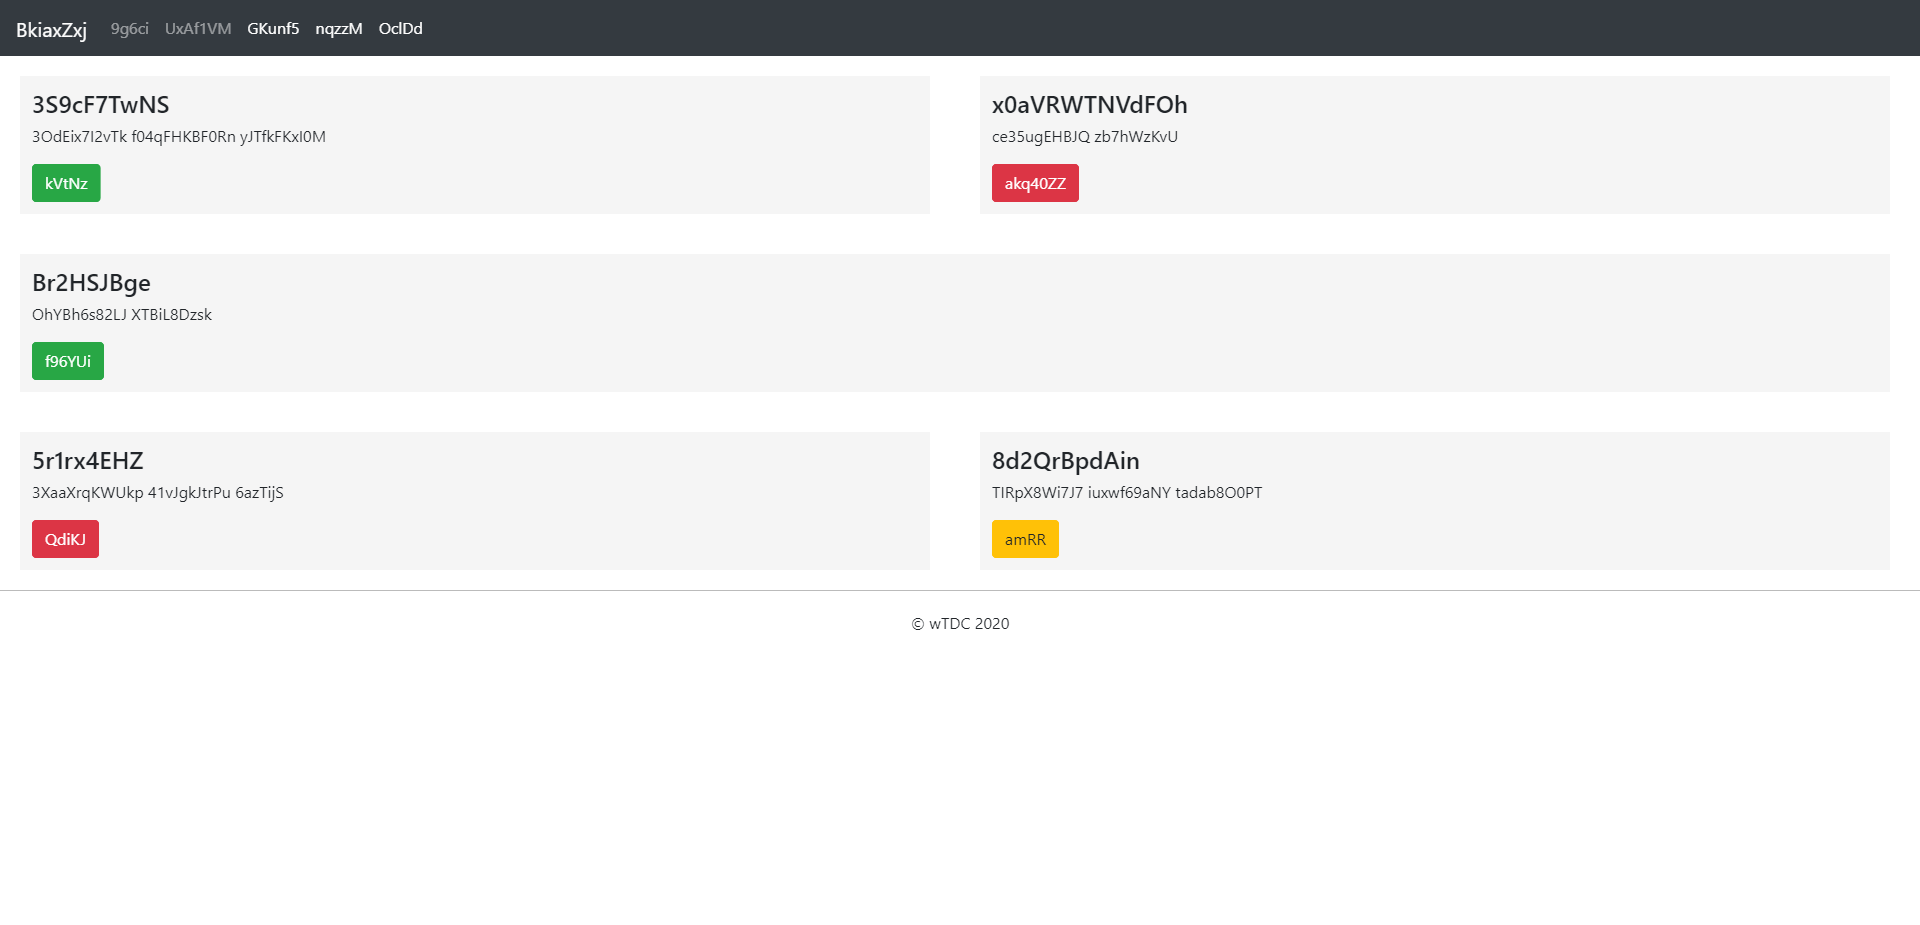 BkiaxZxj 9g6ci UxAf1VM GKunf5 nqzzM OclDd
3S9cF7TwNS
3OdEix7I2vTk f04qFHKBF0Rn yJTfkFKxI0M
kVtNz
x0aVRWTNVdFOh
ce35ugEHBJQ zb7hWzKvU
akq40ZZ
Br2HSJBge
OhYBh6s82LJ XTBiL8Dzsk
f96YUi
5r1rx4EHZ
3XaaXrqKWUkp 41vJgkJtrPu 6azTijS
QdiKJ
8d2QrBpdAin
TIRpX8Wi7J7 iuxwf69aNY tadab8O0PT
amRR
© wTDC 2020